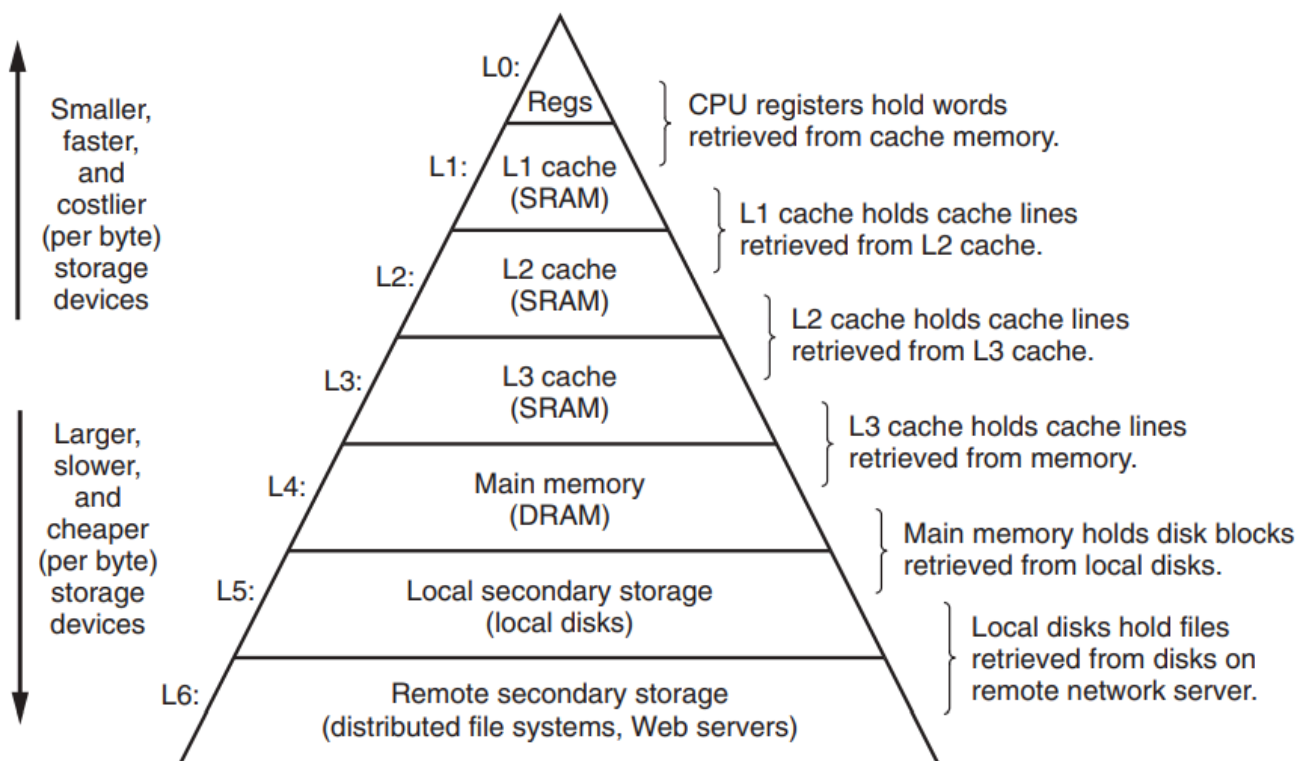 Smaller,
faster,
and
costlier
(per byte)
storage
devices
Larger,
slower,
and
cheaper
(per byte)
storage
devices
L0:
Regs
CPU registers hold words
retrieved from cache memory.
L1:
L1 cache
(SRAM)
L1 cache holds cache lines
retrieved from L2 cache.
L2:
L2 cache
(SRAM)
L2 cache holds cache lines
retrieved from L3 cache.
L3:
L3 cache
(SRAM)
L3 cache holds cache lines
retrieved from memory.
L4:
Main memory
(DRAM)
Main memory holds disk blocks
retrieved from local disks.
L5:
Local secondary storage
(local disks)
Local disks hold files
retrieved from disks on
remote network server.
L6:
Remote secondary storage
(distributed file systems, Web servers)